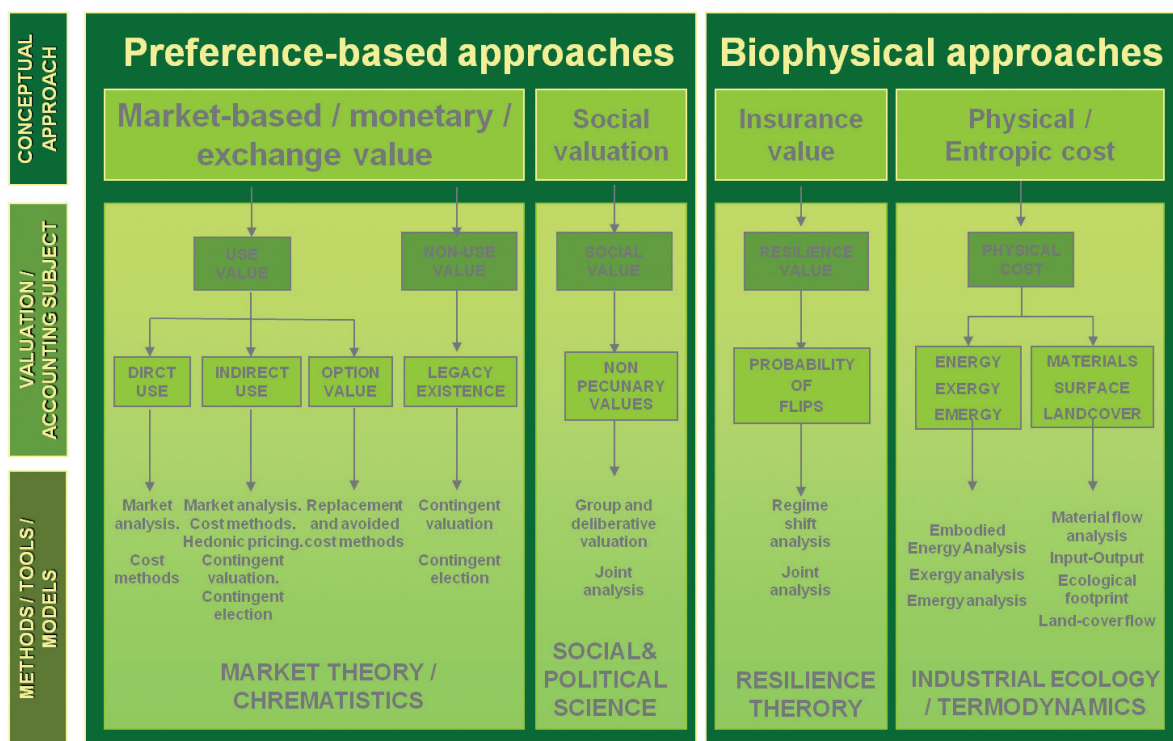 CONCEPTUAL
APPROACH
Preference-based approaches
Biophysical approaches
Market-based / monetary /
exchange value
Social
valuation
Insurance
value
Physical /
Entropic cost
VALUATION /
ACCOUNTING SUBJECT
USE
VALUE
NON-USE
VALUE
SOCIAL
VALUE
RESILIENCE
VALUE
PHYSICAL
COST
DIRCT
USE
INDIRECT
USE
OPTION
VALUE
LEGACY
EXISTENCE
NON
PECUNARY
VALUES
PROBABILITY
OF
FLIPS
ENERGY
EXERGY
EMERGY
MATERIALS
SURFACE
LANDCOVER
METHODS / TOOLS /
MODELS
Market
analysis.
Cost
methods
Market analysis.
Cost methods.
Hedonic pricing.
Contingent
valuation.
Contingent
election
Replacement
and avoided
cost methods
Contingent
valuation
Contingent
election
Group and
deliberative
valuation
Joint
analysis
Regime
shift
analysis
Joint
analysis
Embodied
Energy Analysis
Exergy analysis
Emergy analysis
Material flow
analysis
Input-Output
Ecological
footprint
Land-cover flow
MARKET THEORY /
CHREMATISTICS
SOCIAL&
POLITICAL
SCIENCE
RESILIENCE
THERORY
INDUSTRIAL ECOLOGY
/ TERMODYNAMICS